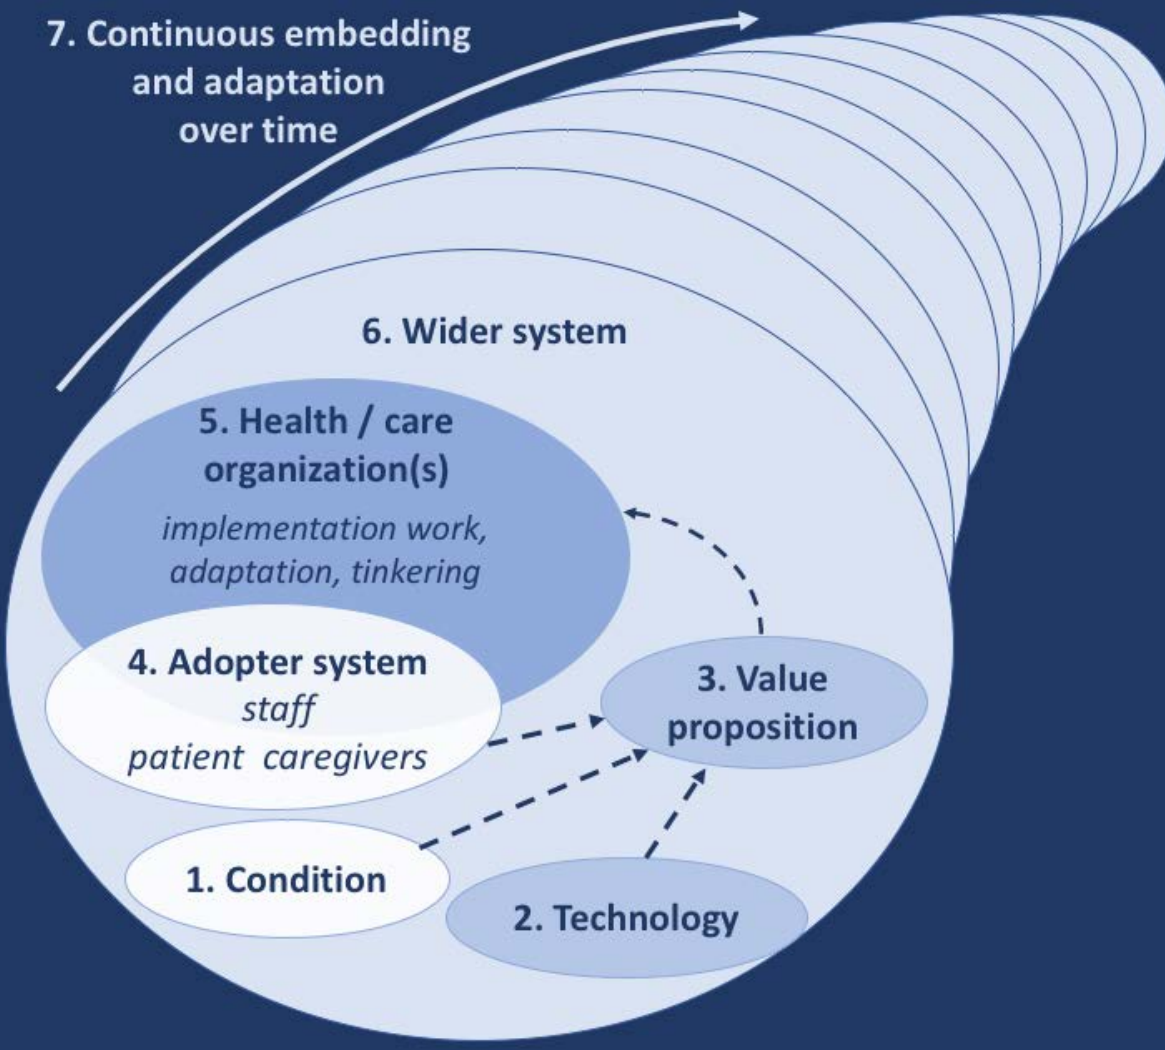 7. Continuous embedding
and adaptation
over time
6. Wider system
5. Health / care
organization(s)
implementation work,
adaptation, tinkering
4. Adopter system
staff
patient  caregivers
3. Value
proposition
1. Condition
2. Technology